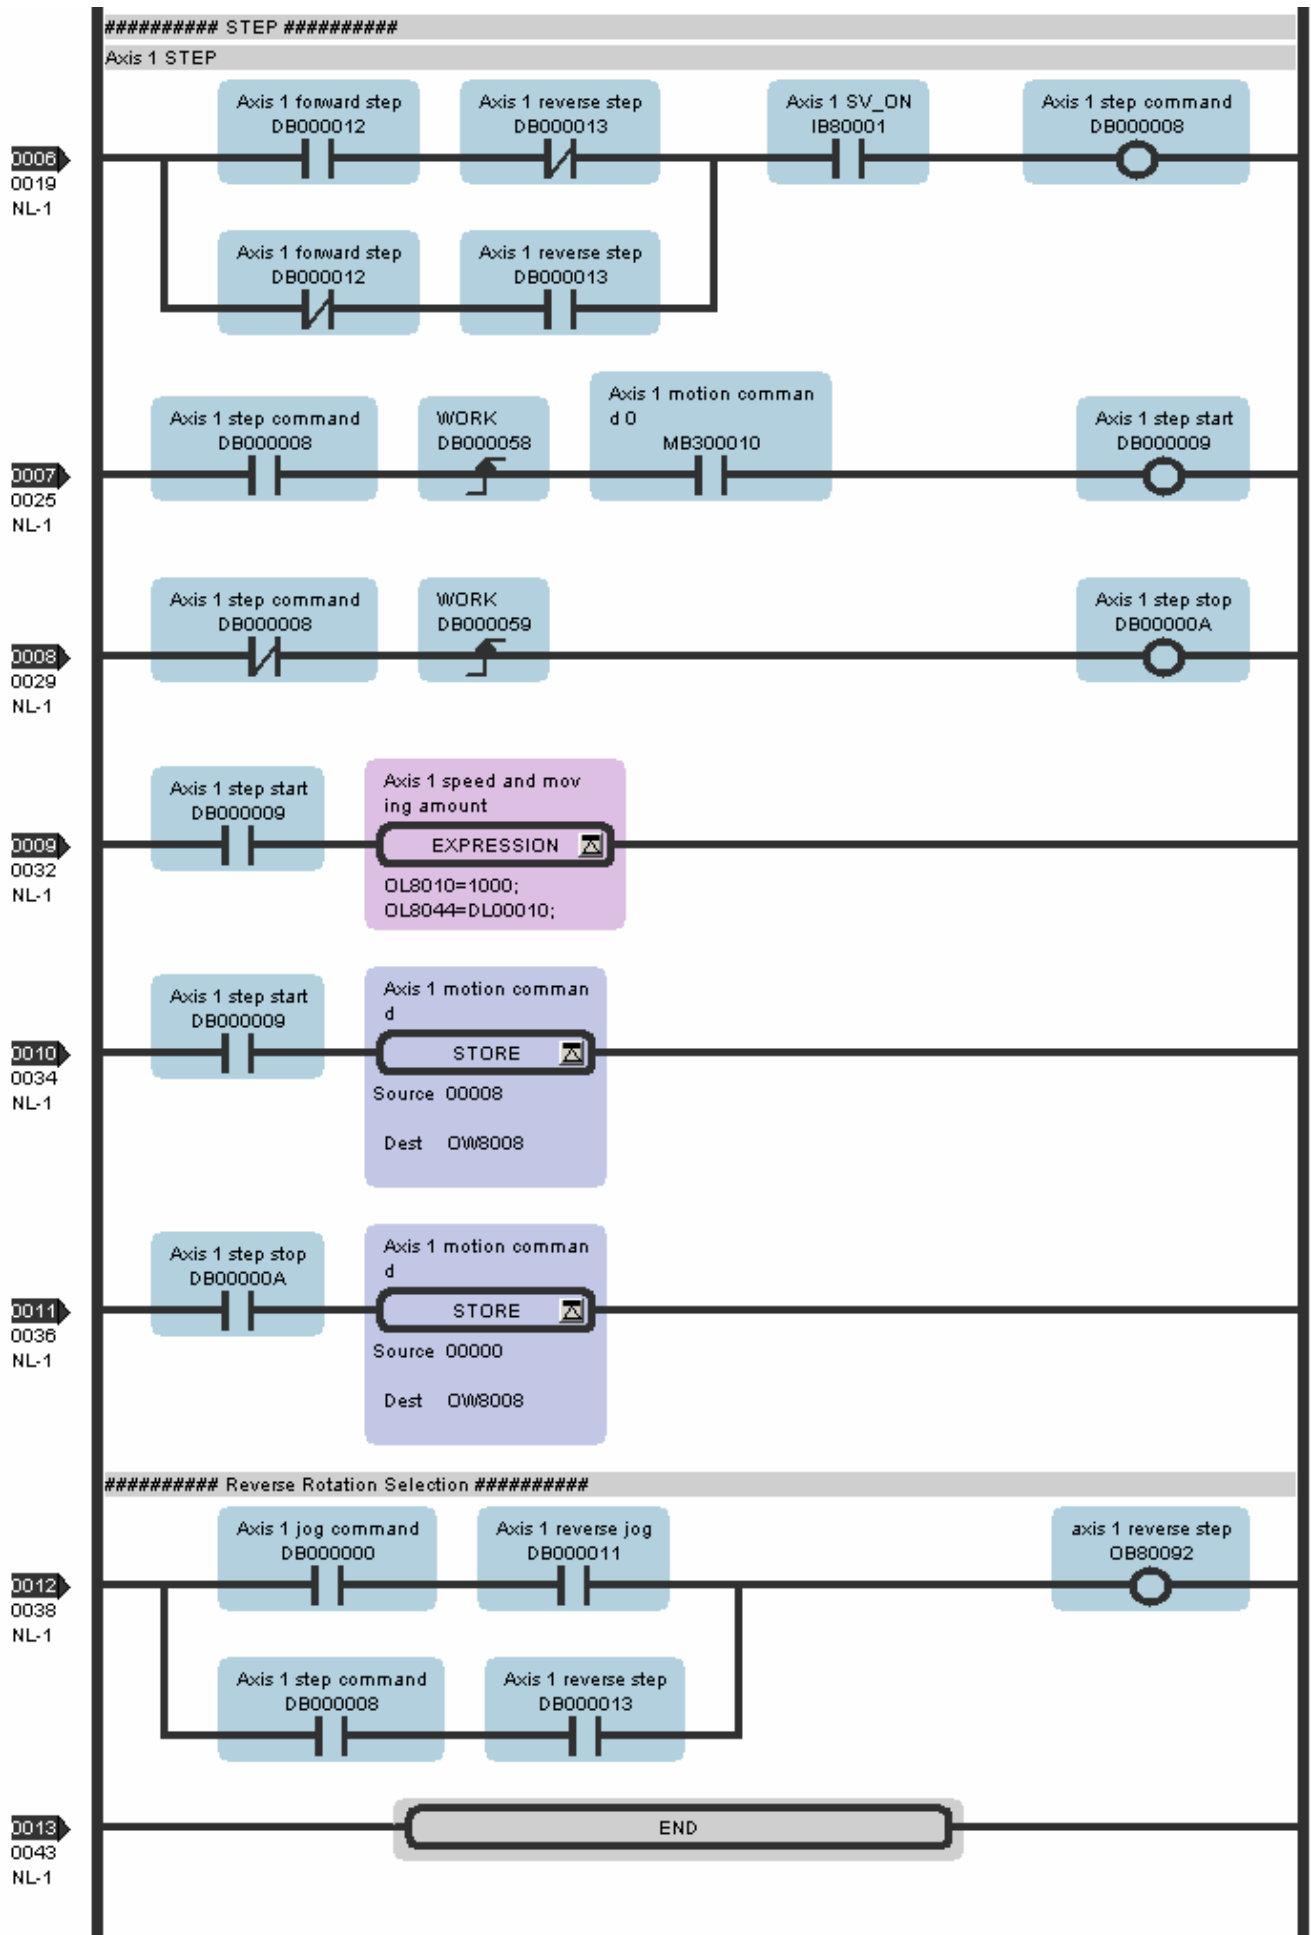 ########## STEP ##########
Axis 1 STEP
Axis 1 forward step
DB000012
Axis 1 reverse step
DB000013
Axis 1 SV_ON
IB80001
Axis 1 step command
DB000008
0006
0019
NL-1
Axis 1 forward step
DB000012
Axis 1 reverse step
DB000013
Axis 1 step command
DB000008
WORK
DB000058
Axis 1 motion comman
d 0
MB300010
Axis 1 step start
DB000009
0007
0025
NL-1
Axis 1 step command
DB000008
WORK
DB000059
Axis 1 step stop
DB00000A
0008
0029
NL-1
Axis 1 step start
DB000009
Axis 1 speed and mov
ing amount
EXPRESSION
OL8010=1000;
OL8044=DL00010;
0009
0032
NL-1
Axis 1 step start
DB000009
Axis 1 motion comman
d
STORE
Source 00008
Dest OW8008
0010
0034
NL-1
Axis 1 step stop
DB00000A
Axis 1 motion comman
d
STORE
Source 00000
Dest OW8008
0011
0036
NL-1
########## Reverse Rotation Selection ##########
Axis 1 jog command
DB000000
Axis 1 reverse jog
DB000011
axis 1 reverse step
OB80092
0012
0038
NL-1
Axis 1 step command
DB000008
Axis 1 reverse step
DB000013
0013
0043
NL-1
END